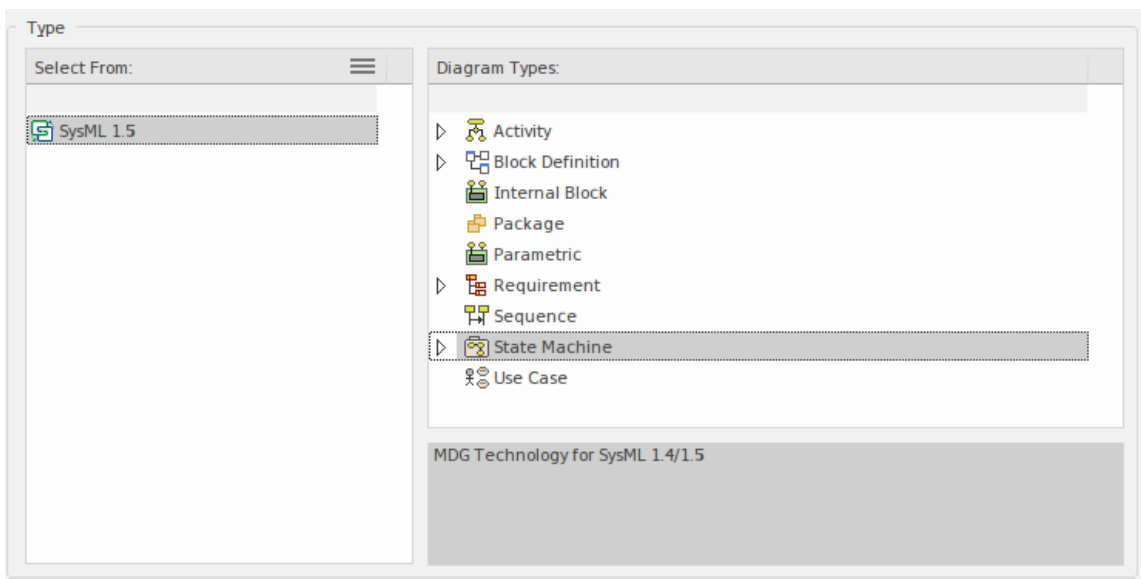 Type
Select From:
SysML 1.5
Diagram Types:
Activity
Block Definition
Internal Block
Package
Parametric
Requirement
Sequence
State Machine
Use Case
MDG Technology for SysML 1.4/1.5